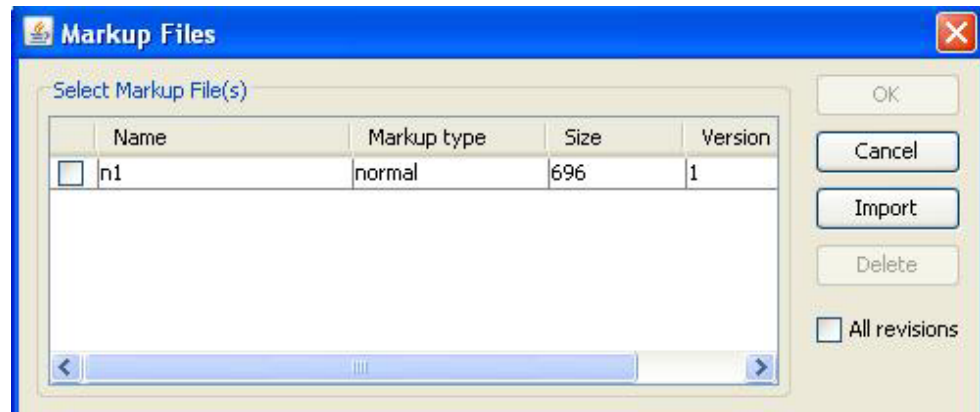 Markup Files
Select Markup File(s)
Name Markup type Size Version
n1 normal 696 1
OK
Cancel
Import
Delete
All revisions